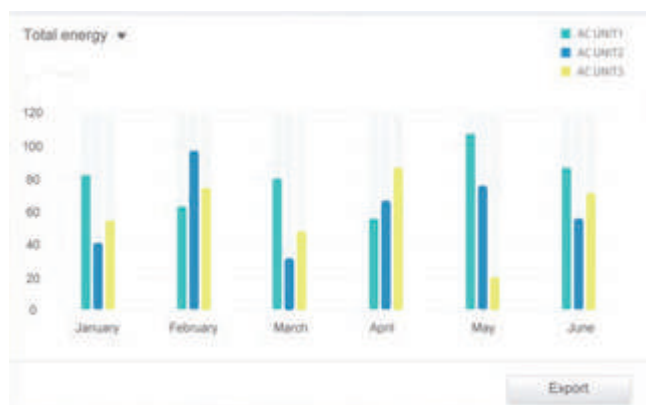 Total energy
AC UNIT1
AC UNIT2
AC UNIT3
120
100
80
60
40
20
0
January February March April May June
Export